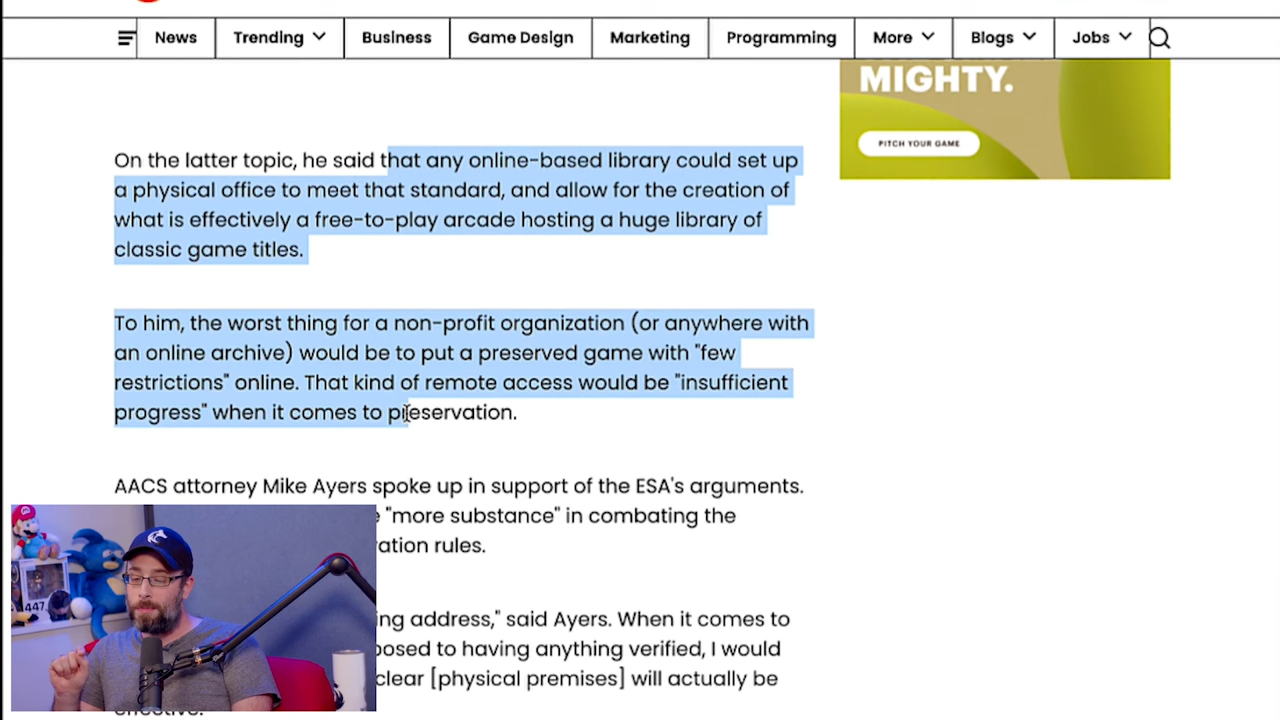 News
Trending
Business
Game Design
Marketing
Programming
More
Blogs
Jobs
MIGHTY.
PITCH YOUR GAME
On the latter topic, he said that any online-based library could set up
a physical office to meet that standard, and allow for the creation of
what is effectively a free-to-play arcade hosting a huge library of
classic game titles.
To him, the worst thing for a non-profit organization (or anywhere with
an online archive) would be to put a preserved game with "few
restrictions" online. That kind of remote access would be "insufficient
progress" when it comes to preservation.
AACS attorney Mike Ayers spoke up in support of the ESA's arguments.
"more substance" in combating the
ration rules.
ing address," said Ayers. When it comes to
posed to having anything verified, I would
clear [physical premises] will actually be
447